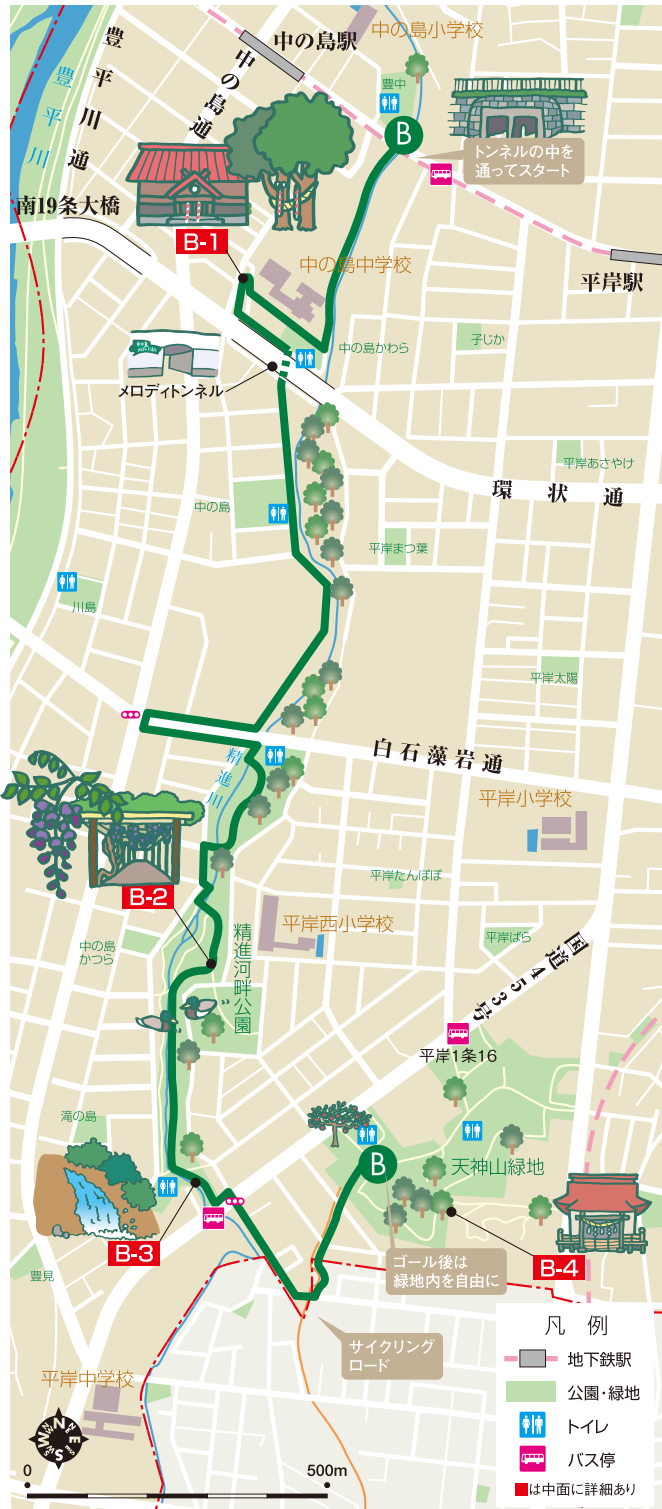 中の島小学校
中の島駅
豊平川通
豊平川
中の島通
豊中
B
トンネルの中を
通ってスタート
南19条大橋
B-1
中の島中学校
平岸駅
中の島かわら
子じか
メロディトンネル
平岸あさやけ
環状通
中の島
平岸まつ葉
川島
平岸太陽
白石藻岩通
精進川
平岸小学校
平岸たんぽぽ
B-2
平岸西小学校
平岸ばら
中の島
かつら
精進河畔公園
国道453号
平岸1条16
滝の島
B
天神山緑地
B-3
B-4
ゴール後は
緑地内を自由に
豊見
サイクリング
ロード
平岸中学校
凡 例
地下鉄駅
公園・緑地
トイレ
バス停
■は中面に詳細あり
N
S
0
500m